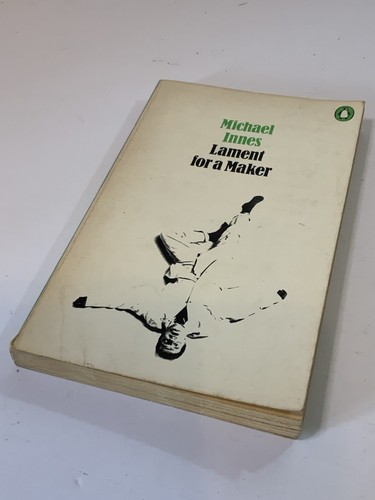 Michael
Innes
Lament
for a Maker